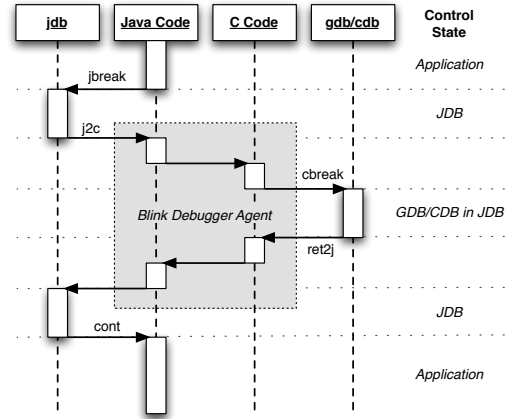 jdb Java Code C Code gdb/cdb Control
State
Application
jbreak
JDB
j2c
cbreak
Blink Debugger Agent GDB/CDB in JDB
ret2j
JDB
cont
Application